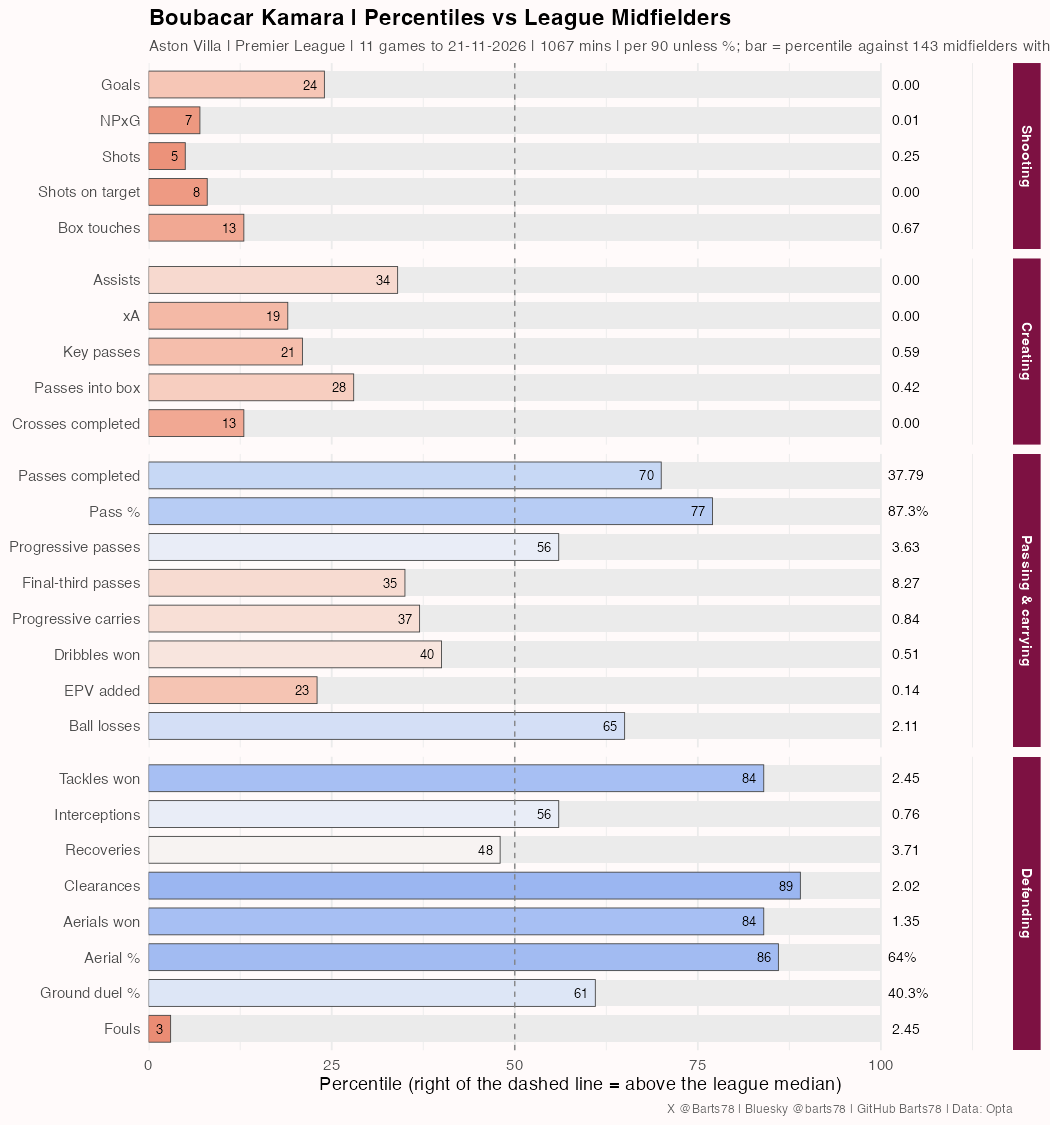 Boubacar Kamara | Percentiles vs League Midfielders
Aston Villa | Premier League | 11 games to 21-11-2026 | 1067 mins | per 90 unless %; bar = percentile against 143 midfielders with
Goals 24 0.00
NPxG 7 0.01
Shots 5 0.25
Shots on target 8 0.00
Box touches 13 0.67
Shooting
Assists 34 0.00
xA 19 0.00
Key passes 21 0.59
Passes into box 28 0.42
Crosses completed 13 0.00
Creating
Passes completed 70 37.79
Pass % 77 87.3%
Progressive passes 56 3.63
Final-third passes 35 8.27
Progressive carries 37 0.84
Dribbles won 40 0.51
EPV added 23 0.14
Ball losses 65 2.11
Passing & carrying
Tackles won 84 2.45
Interceptions 56 0.76
Recoveries 48 3.71
Clearances 89 2.02
Aerials won 84 1.35
Aerial % 86 64%
Ground duel % 61 40.3%
Fouls 3 2.45
Defending
0 25 50 75 100
Percentile (right of the dashed line = above the league median)
X @Barts78 | Bluesky @barts78 | GitHub Barts78 | Data: Opta